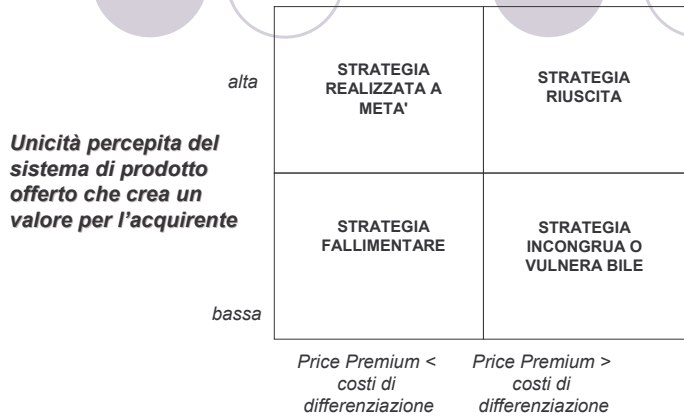 alta
STRATEGIA
REALIZZATA A
META'
STRATEGIA
RIUSCITA
Unicità percepita del
sistema di prodotto
offerto che crea un
valore per l'acquirente
STRATEGIA
FALLIMENTARE
STRATEGIA
INCONGRUA O
VULNERA BILE
bassa
Price Premium <
costi di
differenziazione
Price Premium >
costi di
differenziazione